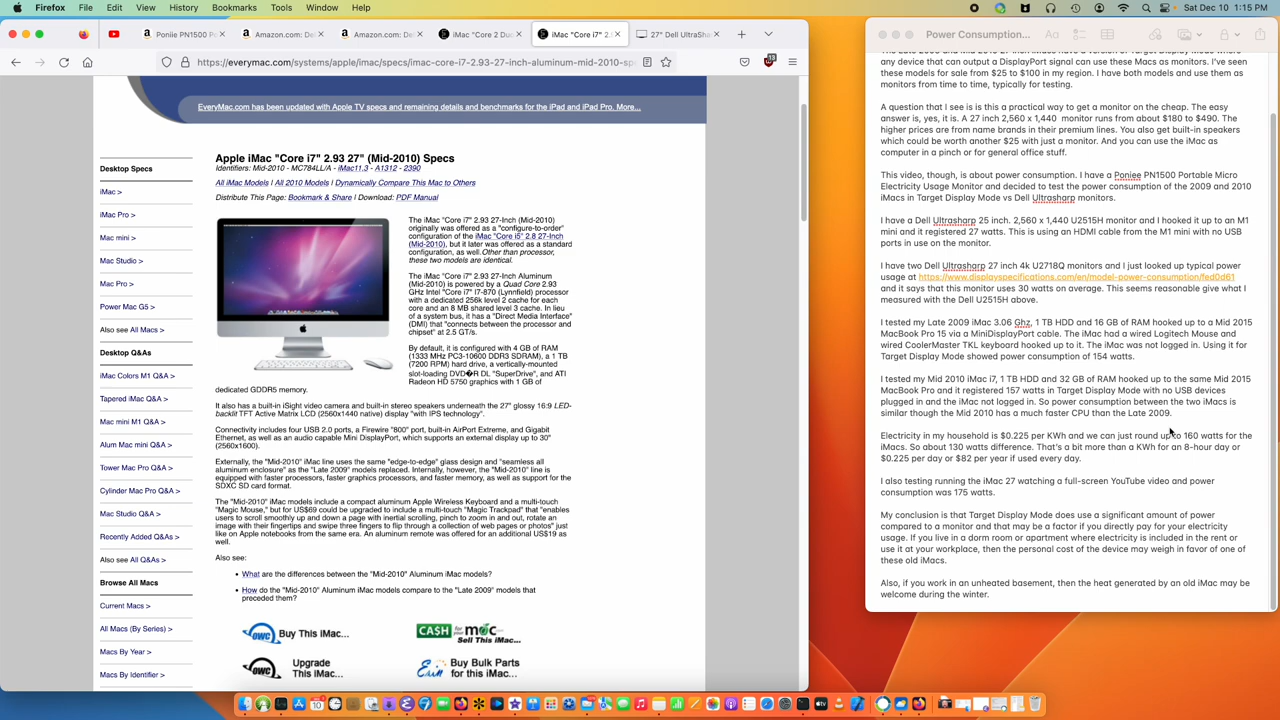 Firefox File Edit View History Bookmarks Tools Window Help
Sat Dec 10 1:15 PM
Poniie PN1500 Po
Amazon.com: Del
Amazon.com: Del
iMac "Core 2 Duo
iMac "Core i7" 2.9
27" Dell UltraShar
https://everymac.com/systems/apple/imac/specs/imac-core-i7-2.93-27-inch-aluminum-mid-2010-sp
EveryMac.com has been updated with Apple TV specs and remaining details and benchmarks for the iPad and iPad Pro. More...
Desktop Specs
iMac >
iMac Pro >
Mac mini >
Mac Studio >
Mac Pro >
Power Mac G5 >
Also see All Macs >
Desktop Q&As
iMac Colors M1 Q&A >
Tapered iMac Q&A >
Mac mini M1 Q&A >
Alum Mac mini Q&A >
Tower Mac Pro Q&A >
Cylinder Mac Pro Q&A >
Mac Studio Q&A >
Recently Added Q&As >
Also see All Q&As >
Browse All Macs
Current Macs >
All Macs (By Series) >
Macs By Year >
Macs By Identifier >
Apple iMac "Core i7" 2.93 27" (Mid-2010) Specs
Identifiers: Mid-2010 - MC784LL/A - iMac11,3 - A1312 - 2390
All iMac Models | All 2010 Models | Dynamically Compare This Mac to Others
Distribute This Page: Bookmark & Share | Download: PDF Manual
The iMac "Core i7" 2.93 27-Inch (Mid-2010)
originally was offered as a "configure-to-order"
configuration of the iMac "Core i5" 2.8 27-Inch
(Mid-2010), but it later was offered as a standard
configuration, as well. Other than processor,
these two models are identical.
The iMac "Core i7" 2.93 27-Inch Aluminum
(Mid-2010) is powered by a Quad Core 2.93
GHz Intel "Core i7" I7-870 (Lynnfield) processor
with a dedicated 256k level 2 cache for each
core and an 8 MB shared level 3 cache. In lieu
of a system bus, it has a "Direct Media Interface"
(DMI) that "connects between the processor and
chipset" at 2.5 GT/s.
By default, it is configured with 4 GB of RAM
(1333 MHz PC3-10600 DDR3 SDRAM), a 1 TB
(7200 RPM) hard drive, a vertically-mounted
slot-loading DVD�R DL "SuperDrive", and ATI
Radeon HD 5750 graphics with 1 GB of
dedicated GDDR5 memory.
It also has a built-in iSight video camera and built-in stereo speakers underneath the 27" glossy 16:9 LED-
backlit TFT Active Matrix LCD (2560x1440 native) display "with IPS technology".
Connectivity includes four USB 2.0 ports, a Firewire "800" port, built-in AirPort Extreme, and Gigabit
Ethernet, as well as an audio capable Mini DisplayPort, which supports an external display up to 30"
(2560x1600).
Externally, the "Mid-2010" iMac line uses the same "edge-to-edge" glass design and "seamless all
aluminum enclosure" as the "Late 2009" models replaced. Internally, however, the "Mid-2010" line is
equipped with faster processors, faster graphics processors, and faster memory, as well as support for the
SDXC SD card format.
The "Mid-2010" iMac models include a compact aluminum Apple Wireless Keyboard and a multi-touch
"Magic Mouse," but for US$69 could be upgraded to include a multi-touch "Magic Trackpad" that "enables
users to scroll smoothly up and down a page with inertial scrolling, pinch to zoom in and out, rotate an
image with their fingertips and swipe three fingers to flip through a collection of web pages or photos" just
like on Apple notebooks from the same era. An aluminum remote was offered for an additional US$19 as
well.
Also see:
• What are the differences between the "Mid-2010" Aluminum iMac models?
• How do the "Mid-2010" Aluminum iMac models compare to the "Late 2009" models that
preceded them?
OWC Buy This iMac...
CA$H for your mac Sell This iMac...
OWC Upgrade This iMac...
Erin Buy Bulk Parts for this iMac...
Power Consumption...
any device that can output a DisplayPort signal can use these Macs as monitors. I've seen
these models for sale from $25 to $100 in my region. I have both models and use them as
monitors from time to time, typically for testing.
A question that I see is is this a practical way to get a monitor on the cheap. The easy
answer is, yes, it is. A 27 inch 2,560 x 1,440 monitor runs from about $180 to $490. The
higher prices are from name brands in their premium lines. You also get built-in speakers
which could be worth another $25 with just a monitor. And you can use the iMac as
computer in a pinch or for general office stuff.
This video, though, is about power consumption. I have a Poniee PN1500 Portable Micro
Electricity Usage Monitor and decided to test the power consumption of the 2009 and 2010
iMacs in Target Display Mode vs Dell Ultrasharp monitors.
I have a Dell Ultrasharp 25 inch. 2,560 x 1,440 U2515H monitor and I hooked it up to an M1
mini and it registered 27 watts. This is using an HDMI cable from the M1 mini with no USB
ports in use on the monitor.
I have two Dell Ultrasharp 27 inch 4k U2718Q monitors and I just looked up typical power
usage at https://www.displayspecifications.com/en/model-power-consumption/fed0d61
and it says that this monitor uses 30 watts on average. This seems reasonable give what I
measured with the Dell U2515H above.
I tested my Late 2009 iMac 3.06 Ghz, 1 TB HDD and 16 GB of RAM hooked up to a Mid 2015
MacBook Pro 15 via a MiniDisplayPort cable. The iMac had a wired Logitech Mouse and
wired CoolerMaster TKL keyboard hooked up to it. The iMac was not logged in. Using it for
Target Display Mode showed power consumption of 154 watts.
I tested my Mid 2010 iMac i7, 1 TB HDD and 32 GB of RAM hooked up to the same Mid 2015
MacBook Pro and it registered 157 watts in Target Display Mode with no USB devices
plugged in and the iMac not logged in. So power consumption between the two iMacs is
similar though the Mid 2010 has a much faster CPU than the Late 2009.
Electricity in my household is $0.225 per KWh and we can just round up to 160 watts for the
iMacs. So about 130 watts difference. That's a bit more than a KWh for an 8-hour day or
$0.225 per day or $82 per year if used every day.
I also testing running the iMac 27 watching a full-screen YouTube video and power
consumption was 175 watts.
My conclusion is that Target Display Mode does use a significant amount of power
compared to a monitor and that may be a factor if you directly pay for your electricity
usage. If you live in a dorm room or apartment where electricity is included in the rent or
use it at your workplace, then the personal cost of the device may weigh in favor of one of
these old iMacs.
Also, if you work in an unheated basement, then the heat generated by an old iMac may be
welcome during the winter.